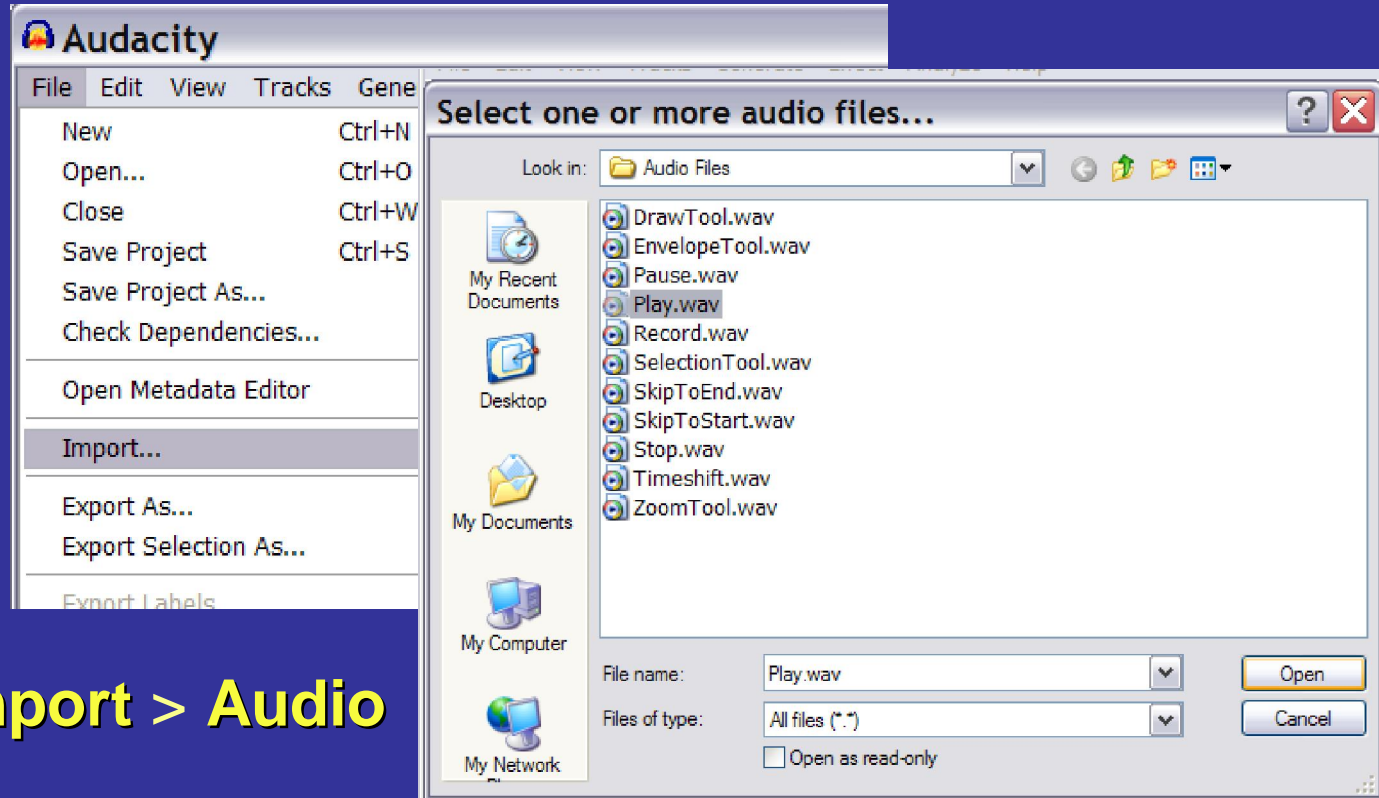 Audacity
File Edit View Tracks Gene
New Ctrl+N
Open... Ctrl+O
Close Ctrl+W
Save Project Ctrl+S
Save Project As...
Check Dependencies...
Open Metadata Editor
Import...
Export As...
Export Selection As...
Export Labels
Select one or more audio files...
Look in: Audio Files
My Recent
Documents
Desktop
My Documents
My Computer
My Network
DrawTool.wav
EnvelopeTool.wav
Pause.wav
Play.wav
Record.wav
SelectionTool.wav
SkipToEnd.wav
SkipToStart.wav
Stop.wav
Timeshift.wav
ZoomTool.wav
File name: Play.wav Open
Files of type: All files (*.*) Cancel
Open as read-only
port > Audio